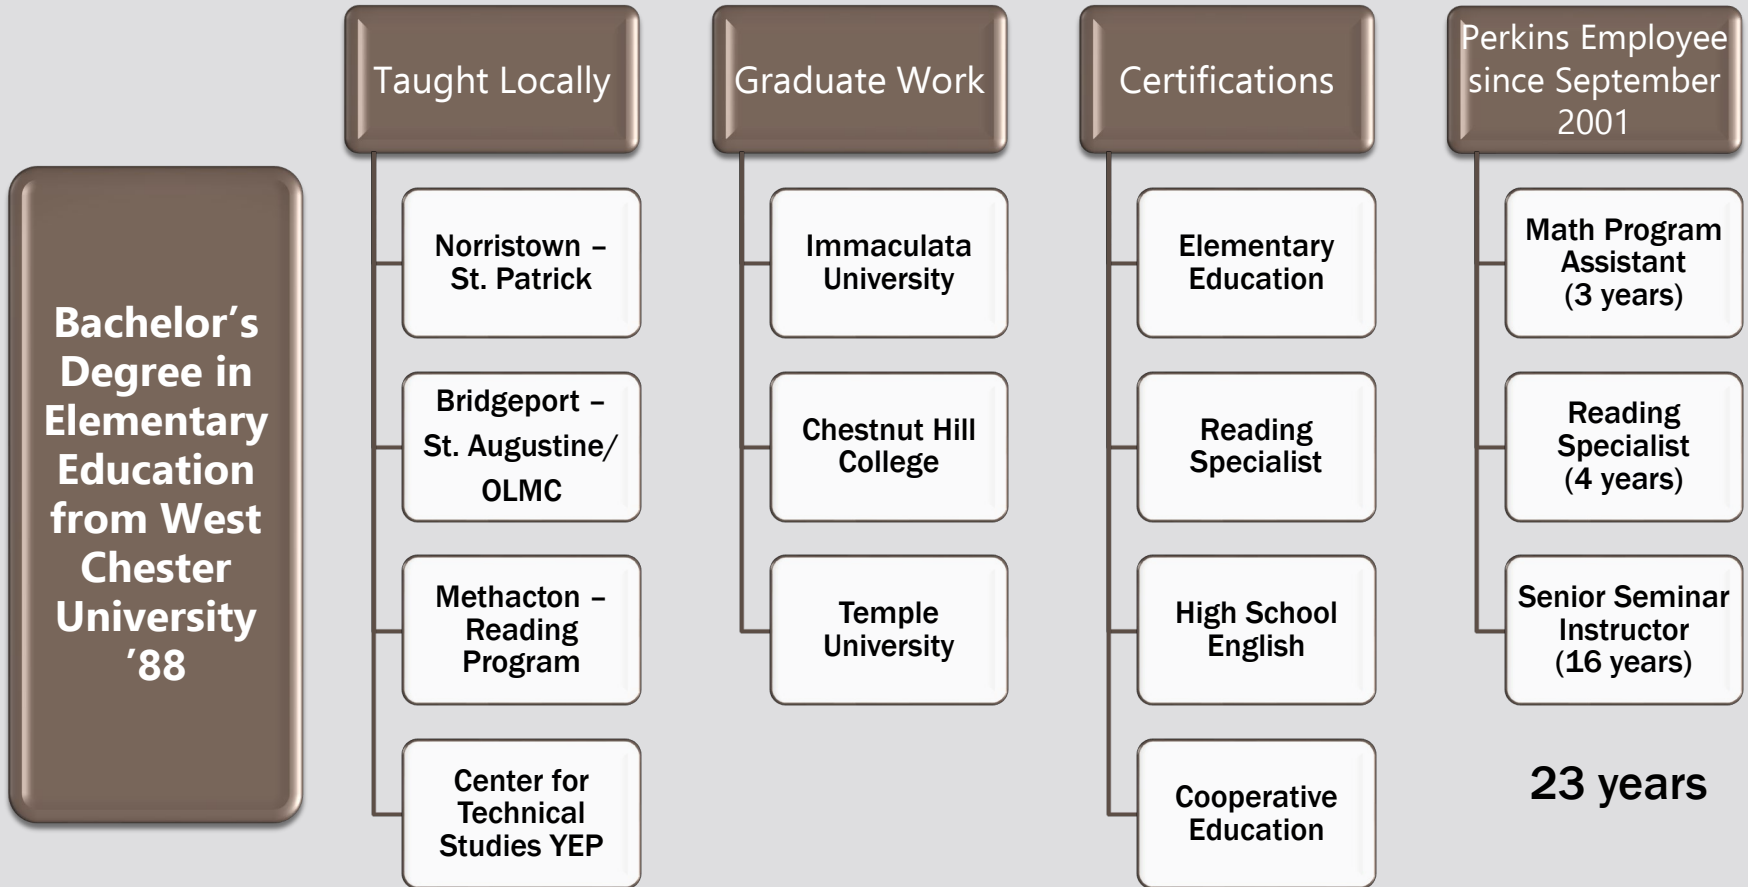 Bachelor’s
Degree in
Elementary
Education
from West
Chester
University
’88
Taught Locally
Norristown –
St. Patrick
Bridgeport –
St. Augustine/
OLMC
Methacton –
Reading
Program
Center for
Technical
Studies YEP
Graduate Work
Immaculata
University
Chestnut Hill
College
Temple
University
Certifications
Elementary
Education
Reading
Specialist
High School
English
Cooperative
Education
Perkins Employee
since September
2001
Math Program
Assistant
(3 years)
Reading
Specialist
(4 years)
Senior Seminar
Instructor
(16 years)
23 years